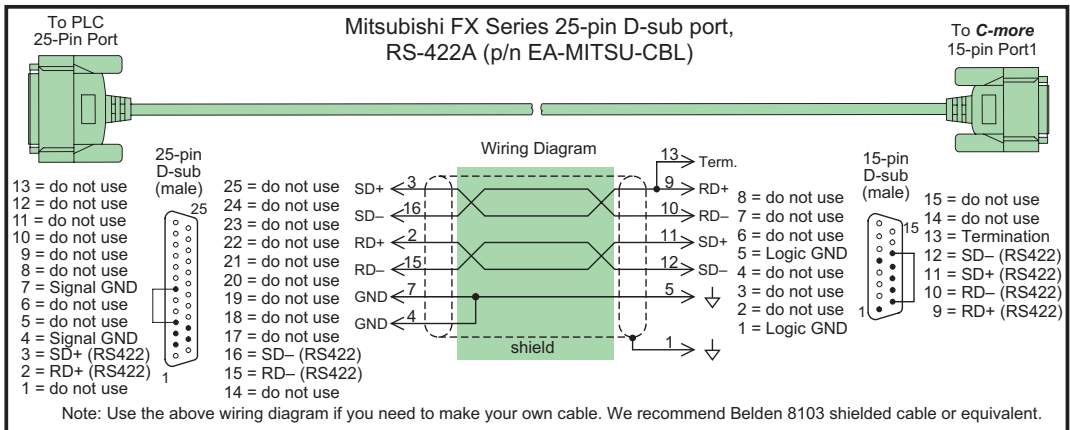 To PLC
25-Pin Port
Mitsubishi FX Series 25-pin D-sub port,
RS-422A (p/n EA-MITSU-CBL)
To C-more
15-pin Port1
25-pin
D-sub
(male)
25
1
13 = do not use
12 = do not use
11 = do not use
10 = do not use
9 = do not use
8 = do not use
7 = Signal GND
6 = do not use
5 = do not use
4 = Signal GND
3 = SD+ (RS422)
2 = RD+ (RS422)
1 = do not use
25 = do not use
24 = do not use
23 = do not use
22 = do not use
21 = do not use
20 = do not use
19 = do not use
18 = do not use
17 = do not use
16 = SD– (RS422)
15 = RD– (RS422)
14 = do not use
Wiring Diagram
13 Term.
SD+ 3 9 RD+
SD– 16 10 RD–
RD+ 2 11 SD+
RD– 15 12 SD–
GND 7 5
GND 4
shield
1
8 = do not use
7 = do not use
6 = do not use
5 = Logic GND
4 = do not use
3 = do not use
2 = do not use
1 = Logic GND
15-pin
D-sub
(male)
15
1
15 = do not use
14 = do not use
13 = Termination
12 = SD– (RS422)
11 = SD+ (RS422)
10 = RD– (RS422)
9 = RD+ (RS422)
Note: Use the above wiring diagram if you need to make your own cable. We recommend Belden 8103 shielded cable or equivalent.